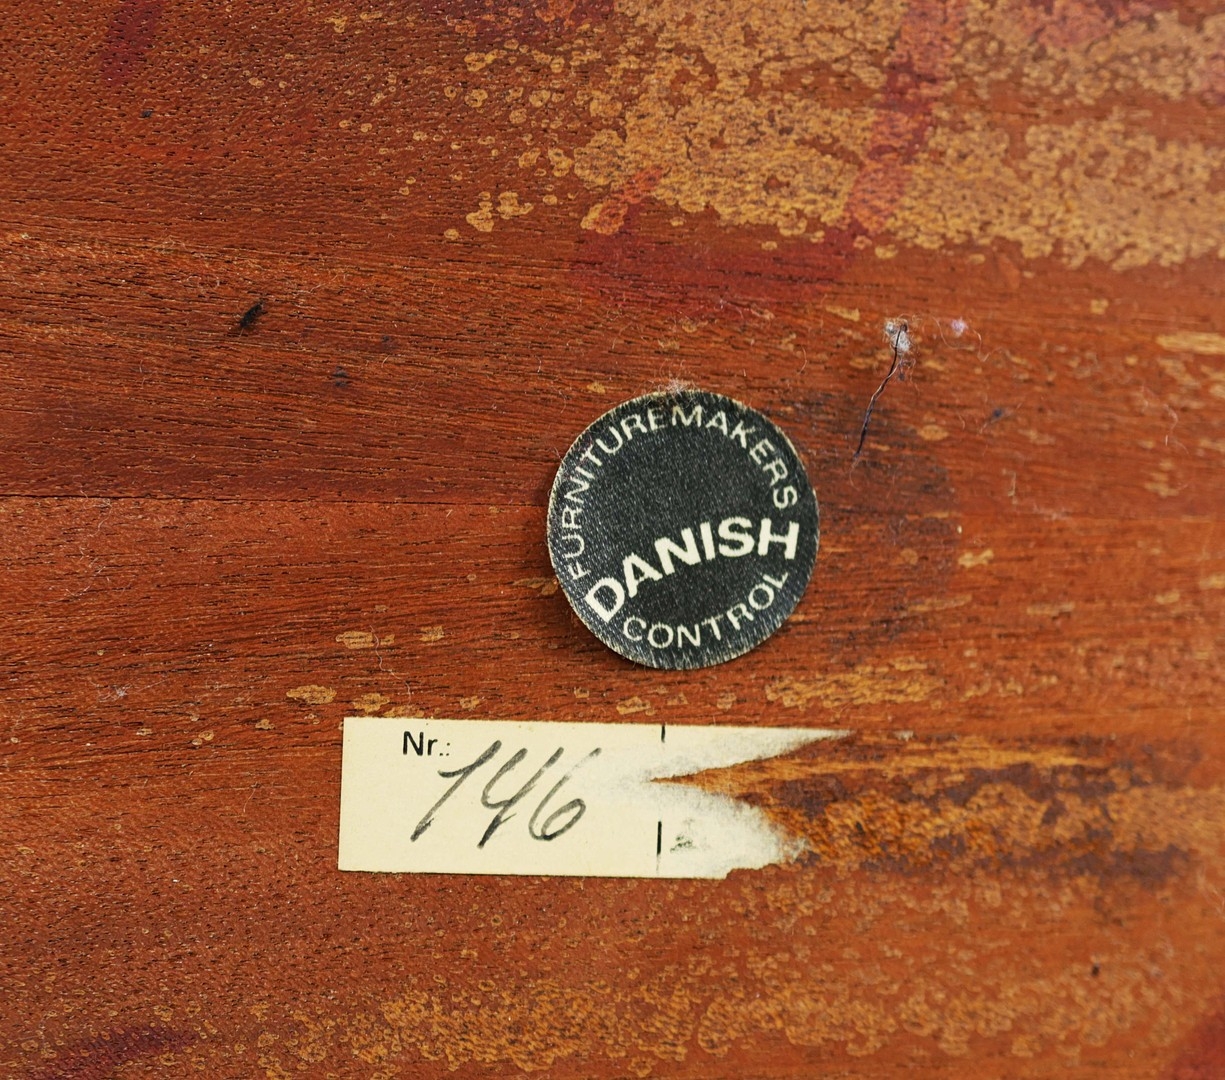 FURNITUREMAKERS
DANISH
CONTROL
Nr.: 146